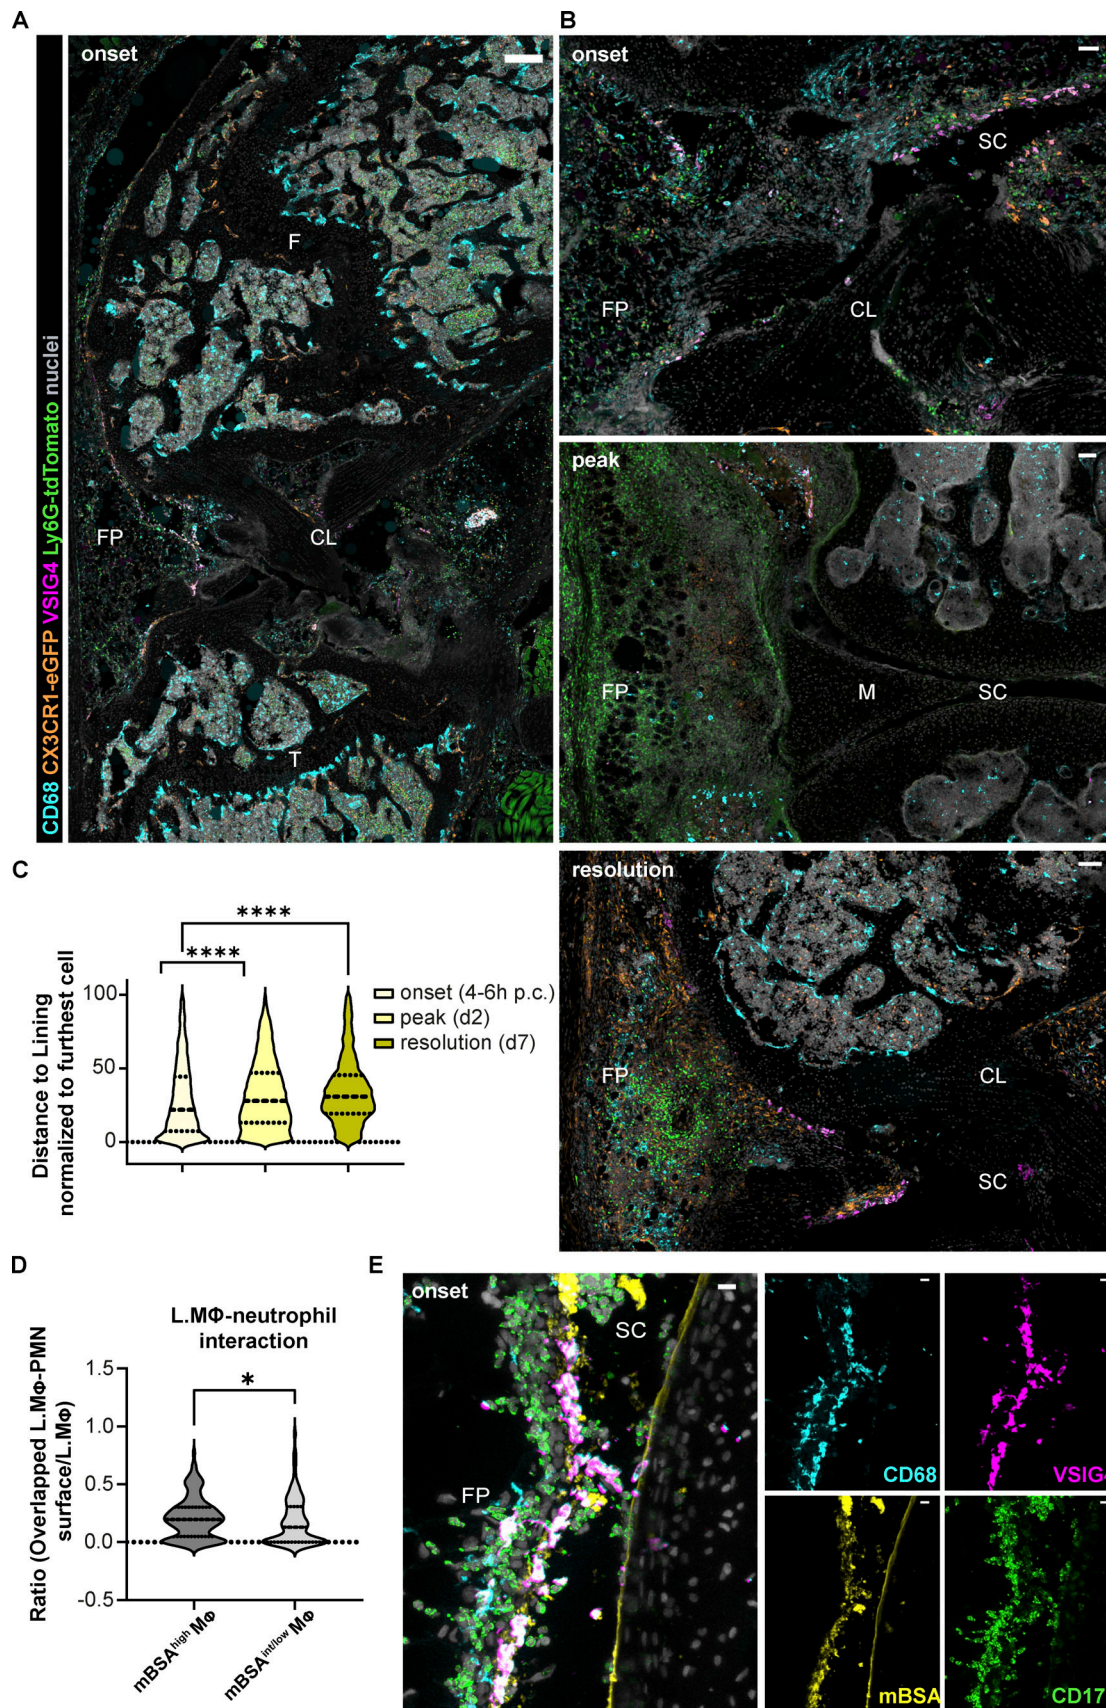 A
B
CD68 CX3CR1-eGFP VSIG4 Ly6G-tdTomato nuclei
onset
F
FP
CL
T
onset
SC
FP
CL
peak
FP
M
SC
resolution
FP
CL
SC
C
****
****
Distance to Lining
normalized to furthest cell
100
50
0
onset (4-6h p.c.)
peak (d2)
resolution (d7)
D
L.MΦ-neutrophil
interaction
*
Ratio (Overlapped L.MΦ-PMN
surface/L.MΦ)
1.5
1.0
0.5
0.0
-0.5
mBSAhigh MΦ
mBSAint/low MΦ
E
onset
SC
FP
CD68
VSIG4
mBSA
CD17